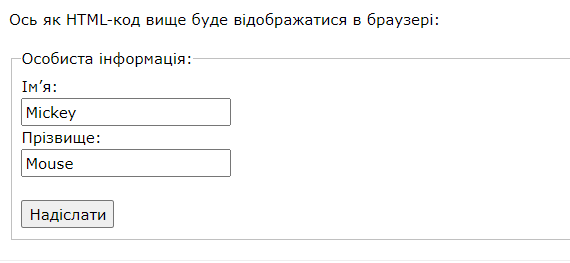 Ось як HTML-код вище буде відображатися в браузері:
Особиста інформація:
Ім’я:
Mickey
Прізвище:
Mouse
Надіслати